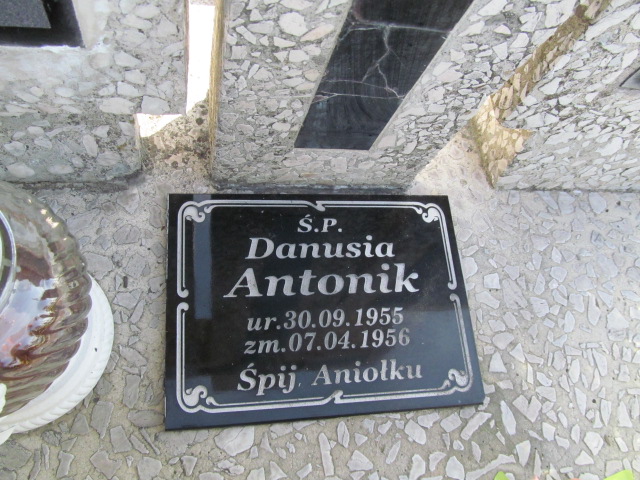 Ś.P.
Danusia
Antonik
ur.30.09.1955
zm.07.04.1956
Śpij Aniołku